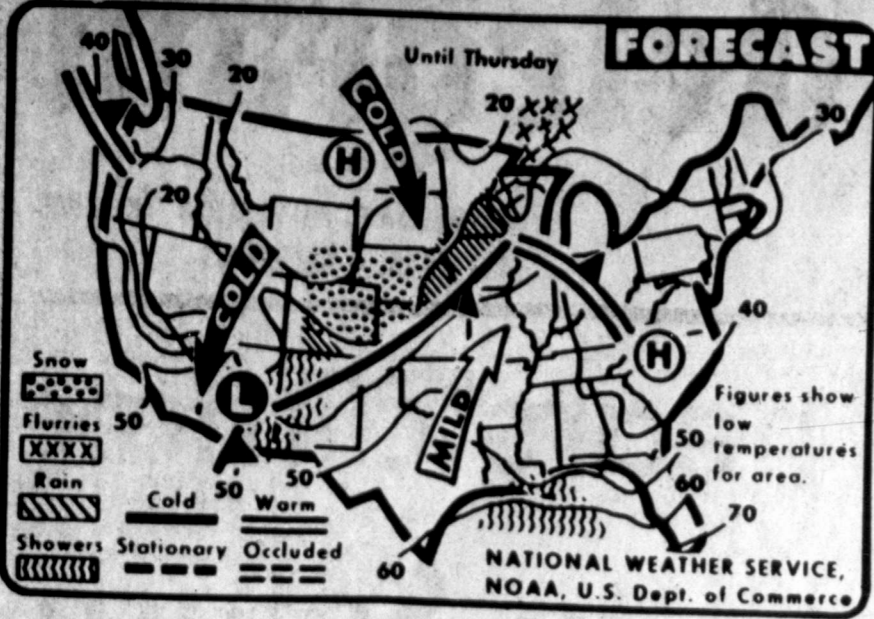 FORECAST
Until Thursday
40
30
20
20 XXX
XXX
30
H
COLD
20
COLD
40
H
L
MILD
Snow
Flurries
XXXX
Rain
Showers
50
50
50
Cold
Warm
Stationary
Occluded
60
Figures show
low
temperatures
for area.
50
60
70
NATIONAL WEATHER SERVICE,
NOAA, U.S. Dept. of Commerce